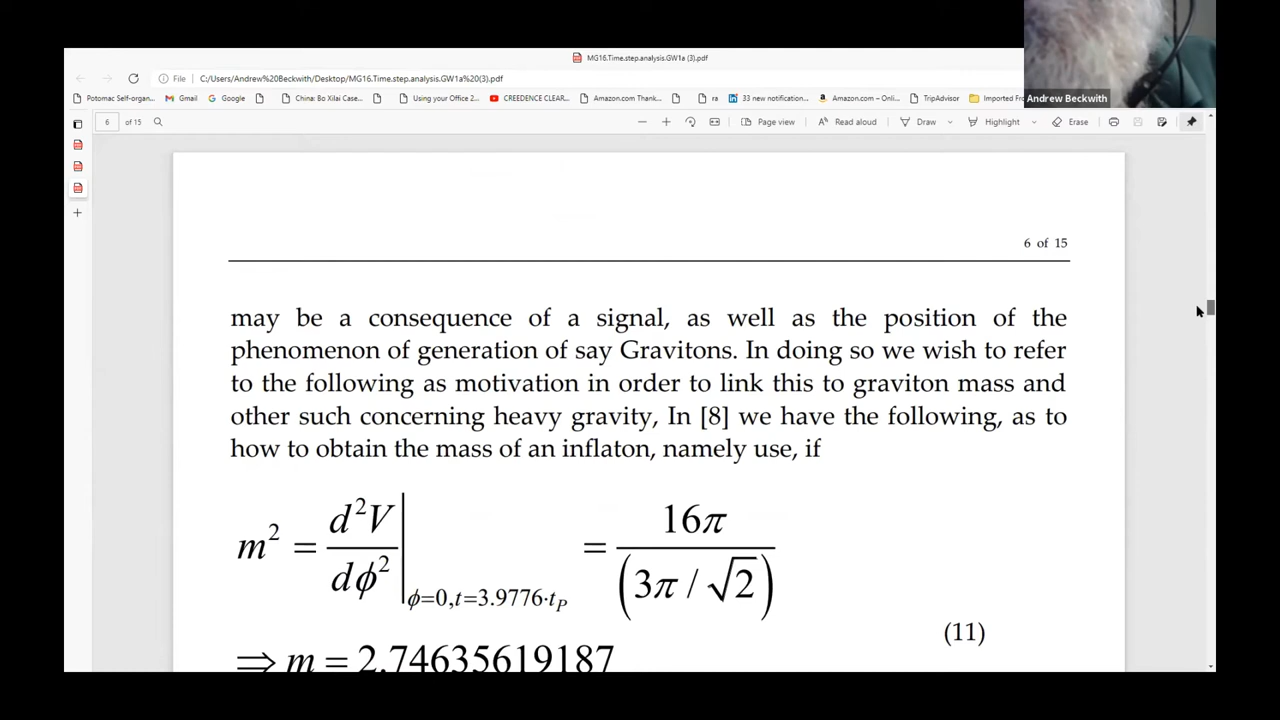 MG16.Time.step.analysis.GW1a (3).pdf
File C:/Users/Andrew%20Beckwith/Desktop/MG16.Time.step.analysis.GW1a%20(3).pdf
Andrew Beckwith
Potomac Self-organ... Gmail Google China: Bo Xilai Case... Using your Office 2... CREEDENCE CLEAR... Amazon.com Thank... ra 33 new notification... Amazon.com – Onli... TripAdvisor Imported From
6 of 15 Page view Read aloud Draw Highlight Erase
6 of 15
may be a consequence of a signal, as well as the position of the
phenomenon of generation of say Gravitons. In doing so we wish to refer
to the following as motivation in order to link this to graviton mass and
other such concerning heavy gravity, In [8] we have the following, as to
how to obtain the mass of an inflaton, namely use, if
m² = d²V/dϕ² |ϕ=0,t=3.9776·tP = 16π/(3π/√2)
(11)
⇒ m = 2.74635619187